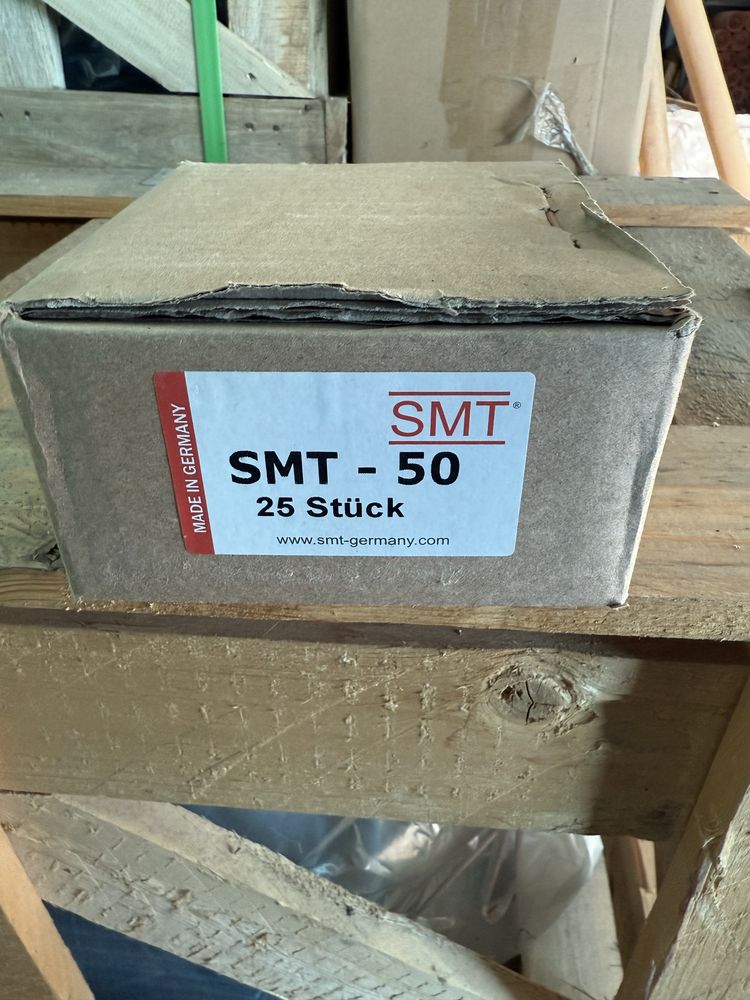 MADE IN GERMANY
SMT®
SMT - 50
25 Stück
www.smt-germany.com